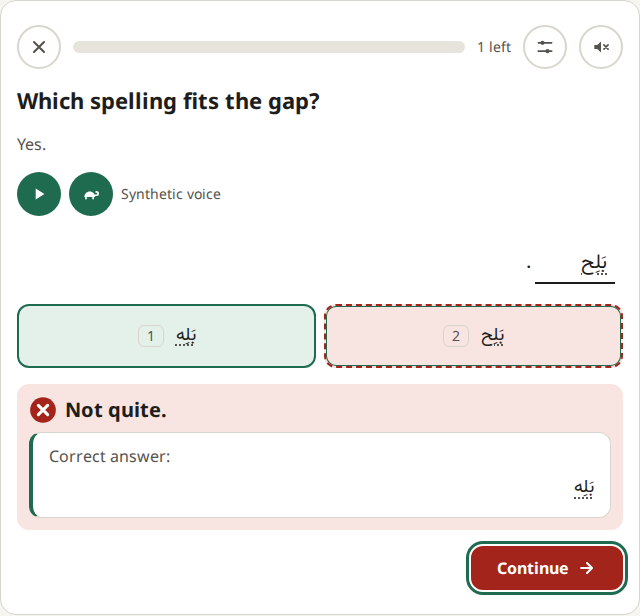 1 left
Which spelling fits the gap?
Yes.
Synthetic voice
بَلِح .
1 بَلِه
2 بَلِح
Not quite.
Correct answer:
بَلِه
Continue →